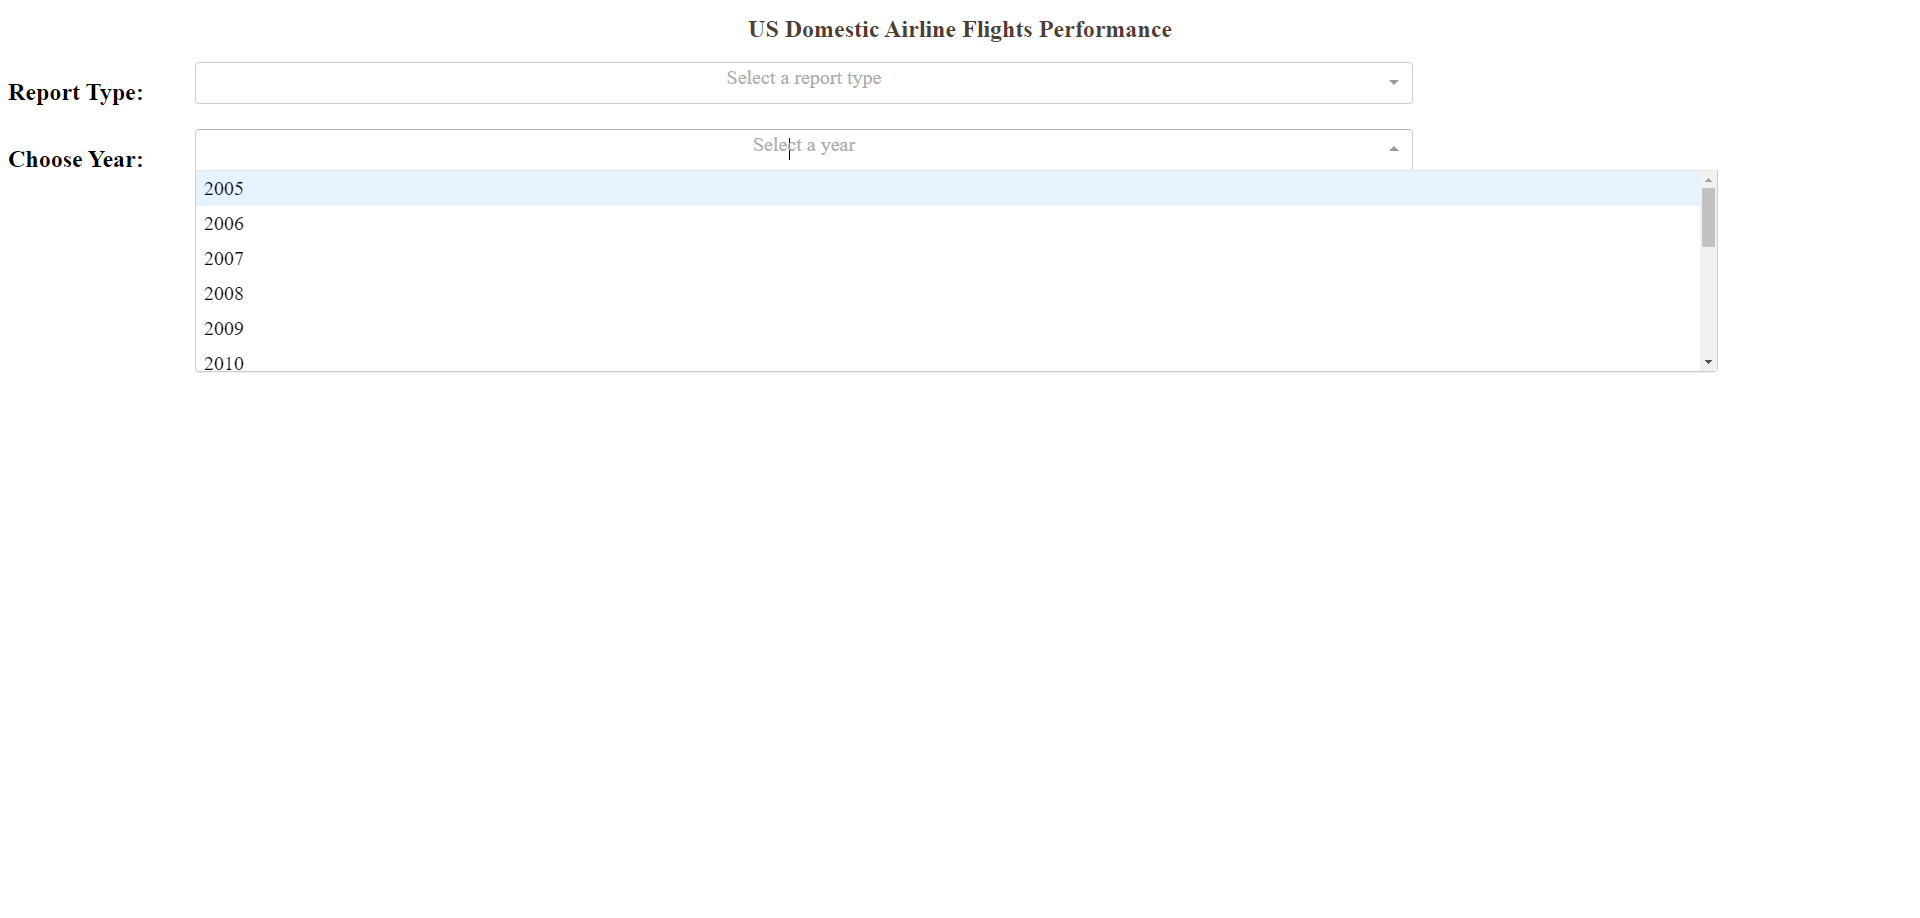 US Domestic Airline Flights Performance
Report Type:
Select a report type
Choose Year:
Select a year
2005
2006
2007
2008
2009
2010